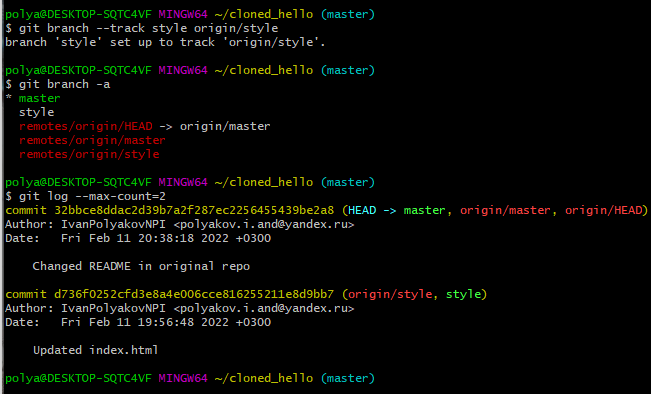 polya@DESKTOP-SQTC4VF MINGW64 ~/cloned_hello (master)
$ git branch --track style origin/style
branch 'style' set up to track 'origin/style'.
polya@DESKTOP-SQTC4VF MINGW64 ~/cloned_hello (master)
$ git branch -a
* master
style
remotes/origin/HEAD -> origin/master
remotes/origin/master
remotes/origin/style
polya@DESKTOP-SQTC4VF MINGW64 ~/cloned_hello (master)
$ git log --max-count=2
commit 32bbce8ddac2d39b7a2f287ec2256455439be2a8 (HEAD -> master, origin/master, origin/HEAD)
Author: IvanPolyakovNPI <polyakov.i.and@yandex.ru>
Date:   Fri Feb 11 20:38:18 2022 +0300
Changed README in original repo
commit d736f0252cfd3e8a4e006cce816255211e8d9bb7 (origin/style, style)
Author: IvanPolyakovNPI <polyakov.i.and@yandex.ru>
Date:   Fri Feb 11 19:56:48 2022 +0300
Updated index.html
polya@DESKTOP-SQTC4VF MINGW64 ~/cloned_hello (master)